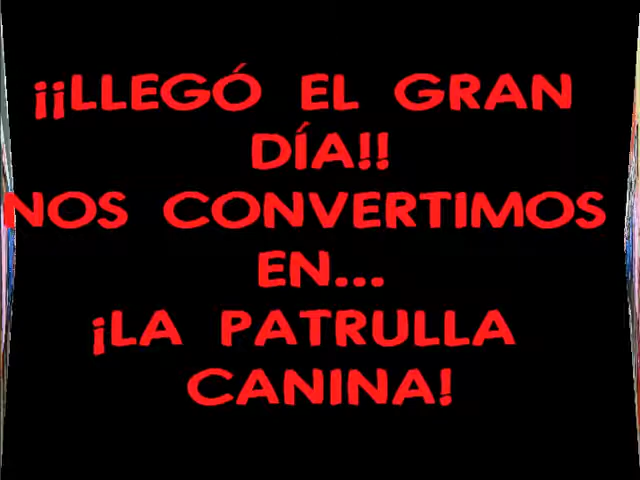 ¡¡LLEGÓ EL GRAN
DÍA!!
NOS CONVERTIMOS
EN...
¡LA PATRULLA
CANINA!